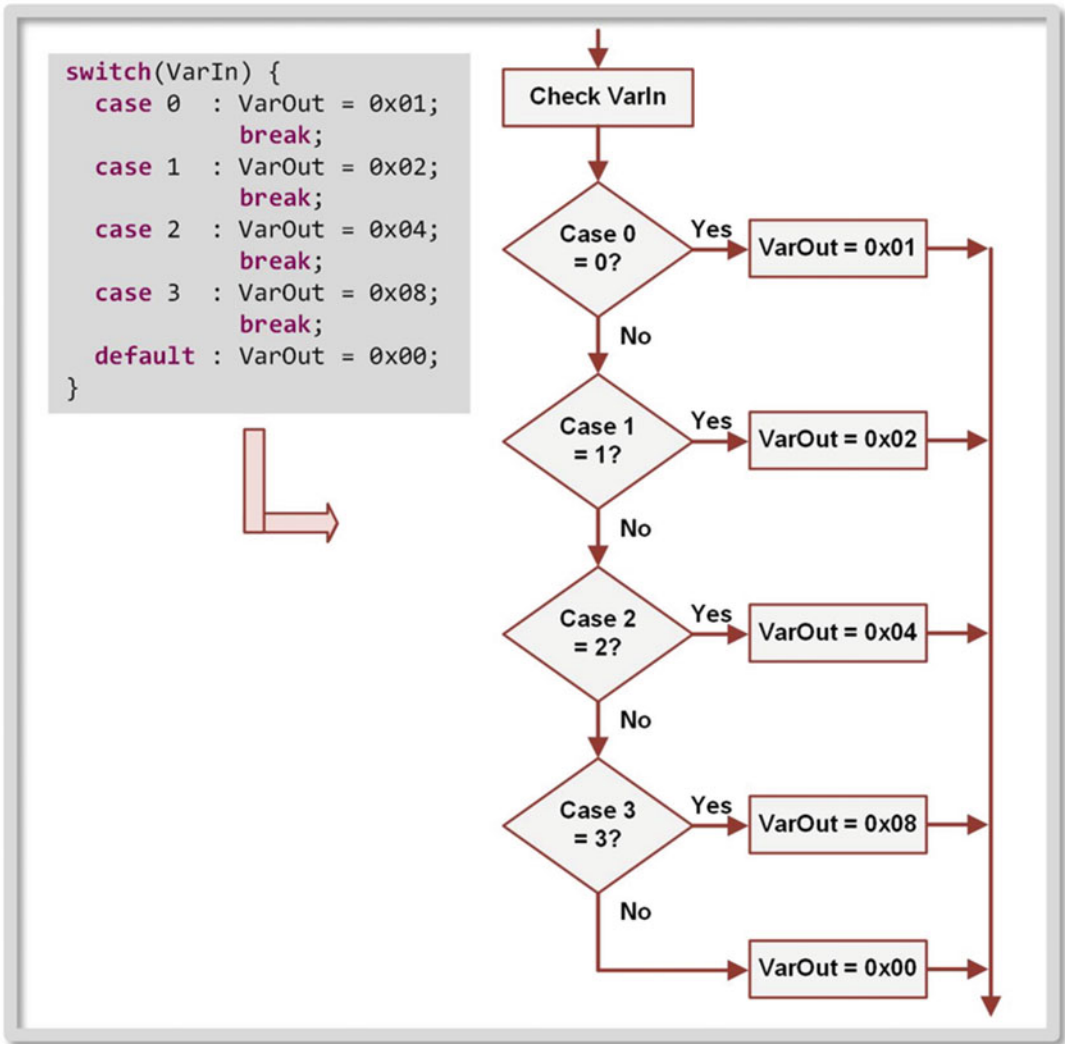 switch(VarIn) {
case 0 : VarOut = 0x01;
break;
case 1 : VarOut = 0x02;
break;
case 2 : VarOut = 0x04;
break;
case 3 : VarOut = 0x08;
break;
default : VarOut = 0x00;
}
Check VarIn
Case 0
= 0?
Yes
VarOut = 0x01
No
Case 1
= 1?
Yes
VarOut = 0x02
No
Case 2
= 2?
Yes
VarOut = 0x04
No
Case 3
= 3?
Yes
VarOut = 0x08
No
VarOut = 0x00